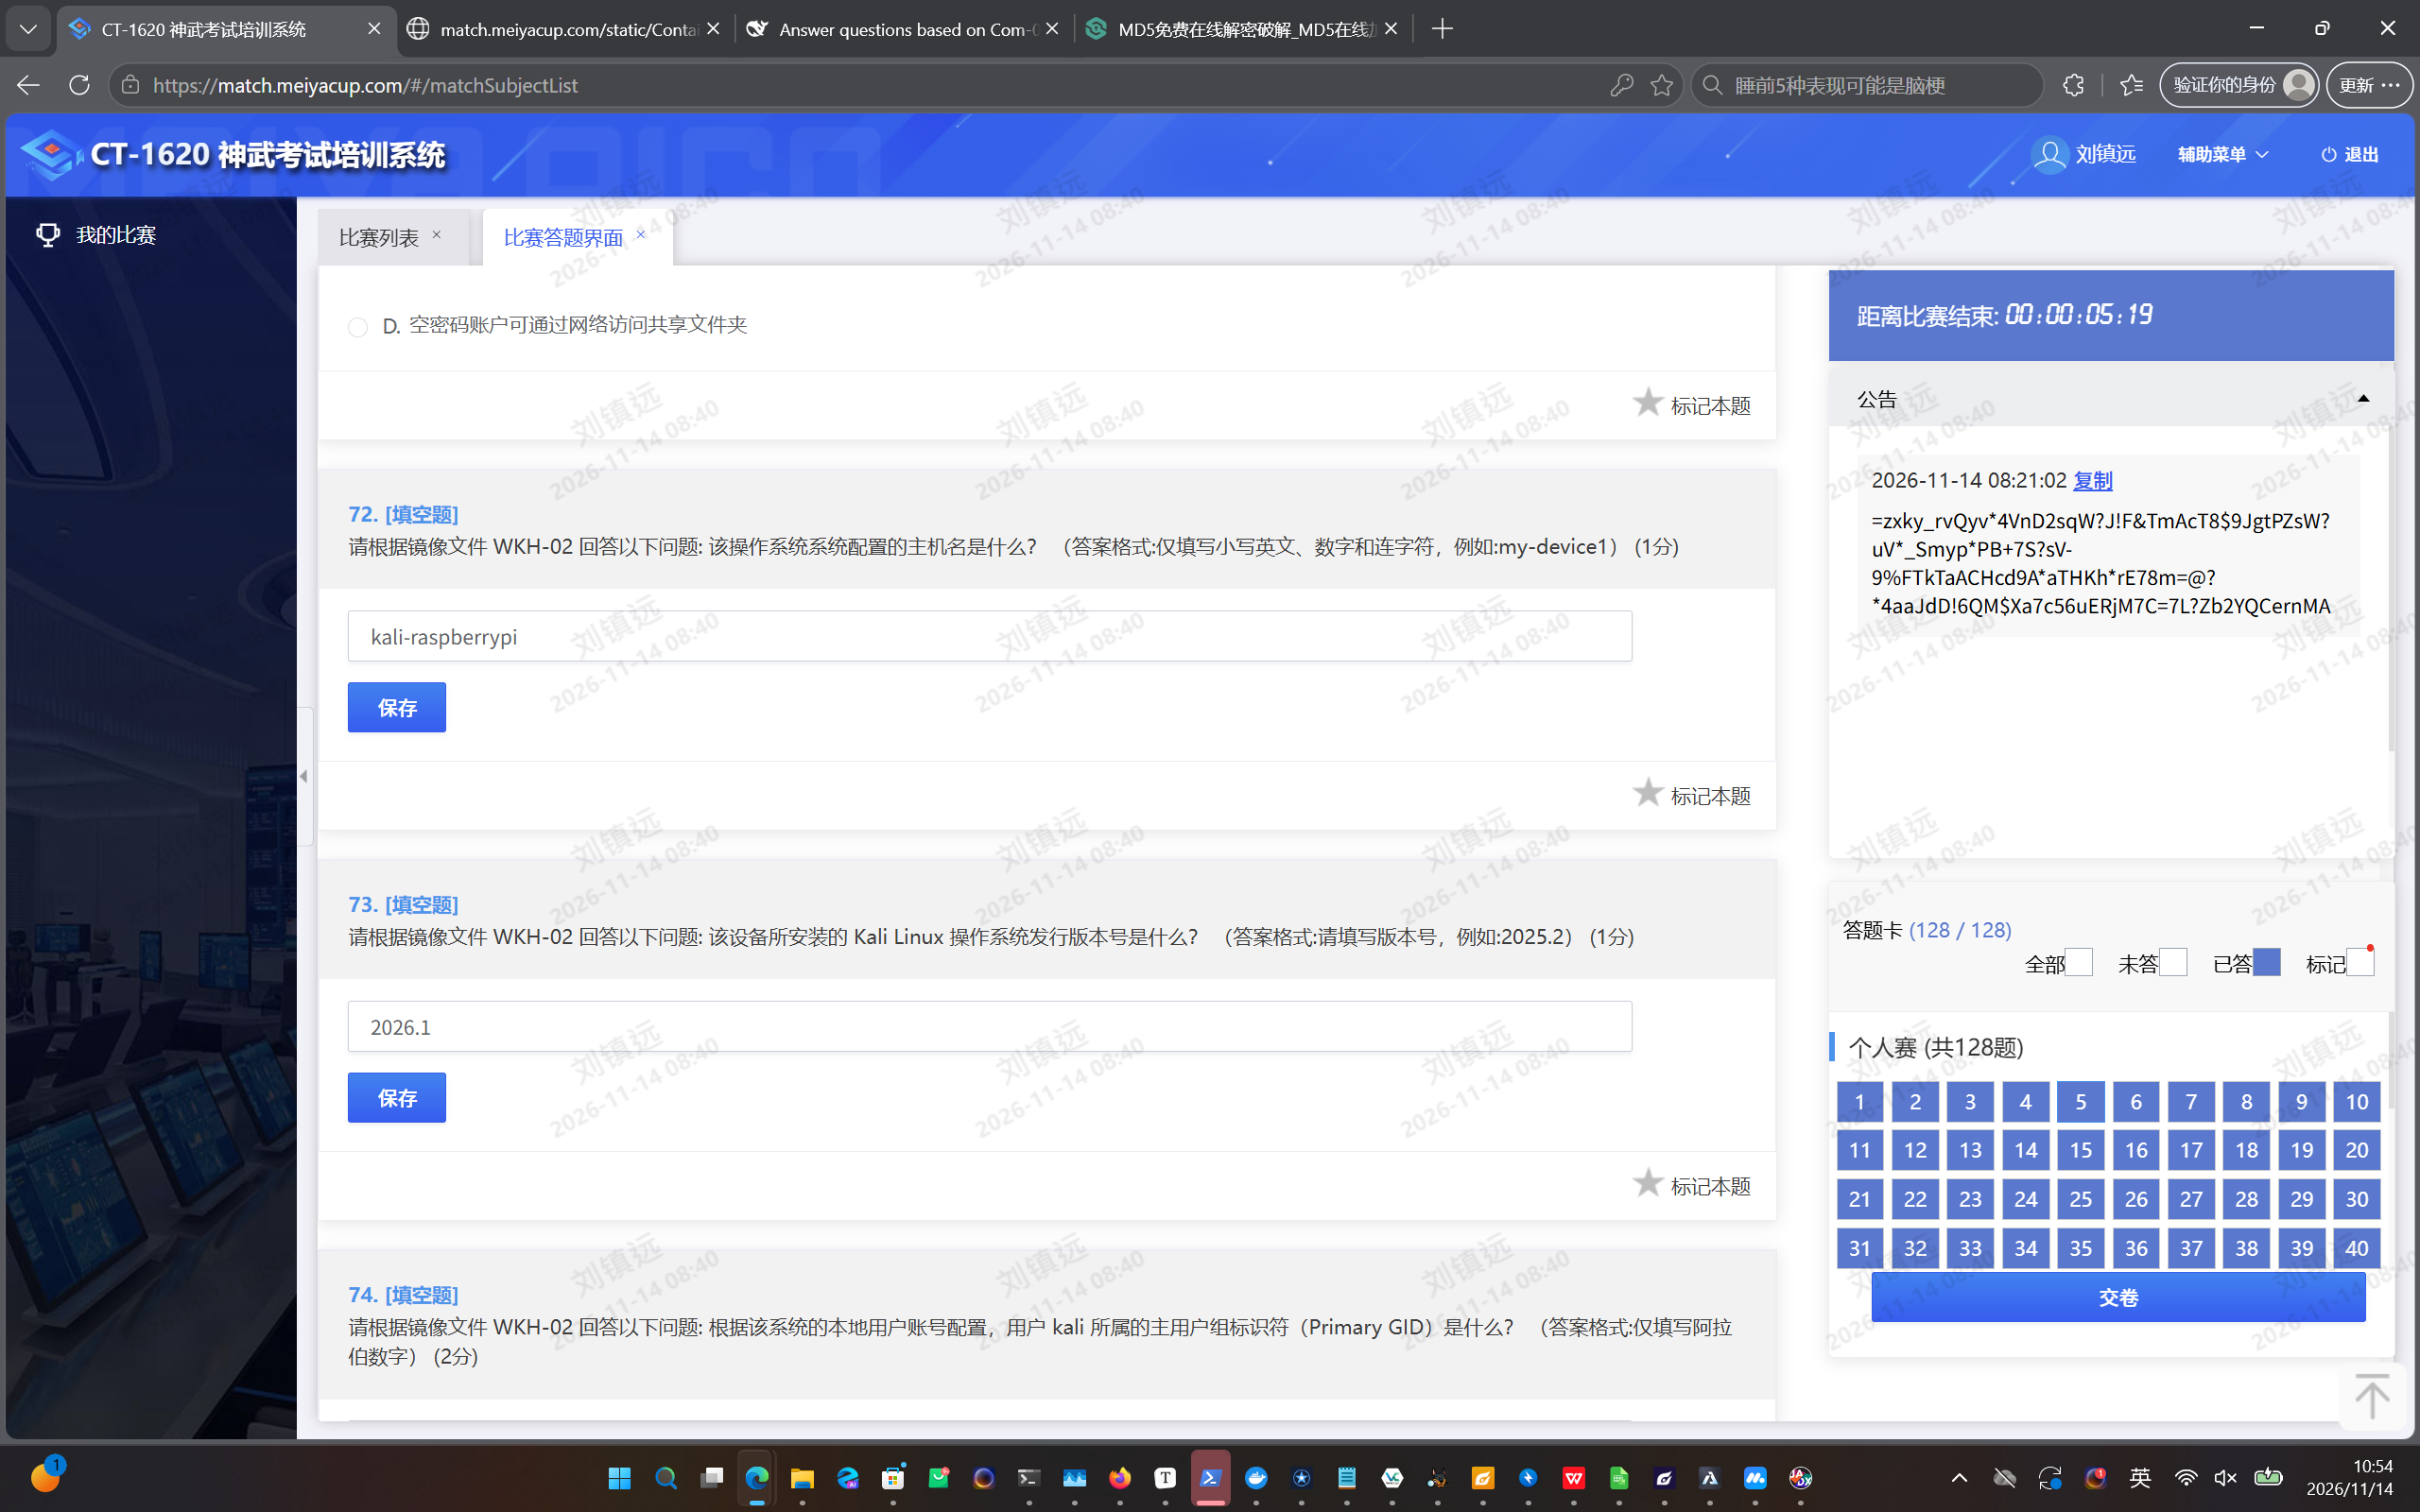 CT-1620 神武考试培训系统
match.meiyacup.com/static/Contai
Answer questions based on Com-0
MD5免费在线解密破解_MD5在线加
https://match.meiyacup.com/#/matchSubjectList
睡前5种表现可能是脑梗
验证你的身份
更新
CT-1620 神武考试培训系统
刘镇远
辅助菜单
退出
我的比赛
比赛列表
比赛答题界面
D. 空密码账户可通过网络访问共享文件夹
标记本题
72. [填空题]
请根据镜像文件 WKH-02 回答以下问题: 该操作系统系统配置的主机名是什么？ （答案格式:仅填写小写英文、数字和连字符，例如:my-device1） (1分)
kali-raspberrypi
保存
标记本题
73. [填空题]
请根据镜像文件 WKH-02 回答以下问题: 该设备所安装的 Kali Linux 操作系统发行版本号是什么？ （答案格式:请填写版本号，例如:2025.2） (1分)
2026.1
保存
标记本题
74. [填空题]
请根据镜像文件 WKH-02 回答以下问题: 根据该系统的本地用户账号配置，用户 kali 所属的主用户组标识符（Primary GID）是什么？ （答案格式:仅填写阿拉
伯数字） (2分)
距离比赛结束: 00:00:05:19
公告
2026-11-14 08:21:02 复制
=zxky_rvQyv*4VnD2sqW?J!F&TmAcT8$9JgtPZsW?
uV*_Smyp*PB+7S?sV-
9%FTkTaACHcd9A*aTHKh*rE78m=@?
*4aaJdD!6QM$Xa7c56uERjM7C=7L?Zb2YQCernMA
答题卡 (128 / 128)
全部 未答 已答 标记
个人赛 (共128题)
1 2 3 4 5 6 7 8 9 10
11 12 13 14 15 16 17 18 19 20
21 22 23 24 25 26 27 28 29 30
31 32 33 34 35 36 37 38 39 40
交卷
刘镇远
2026-11-14 08:40
英
10:54
2026/11/14